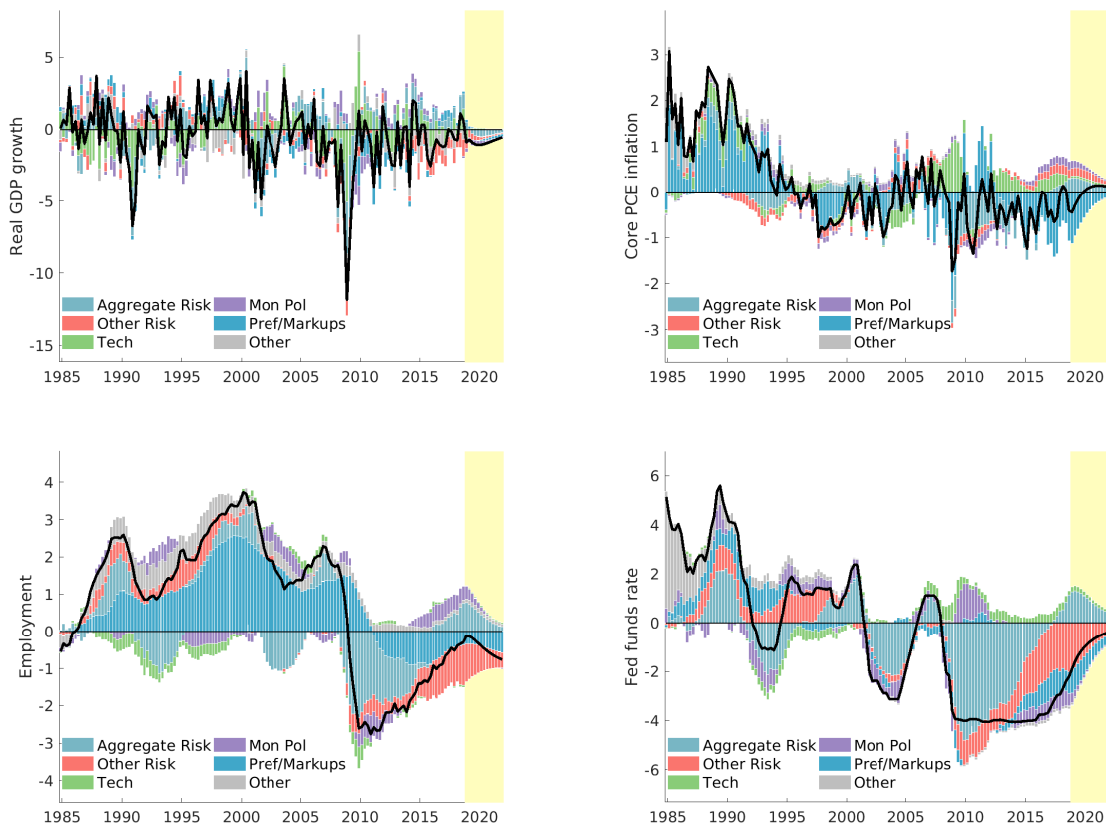 Real GDP growth
5
0
-5
-10
-15
Aggregate Risk
Other Risk
Tech
Mon Pol
Pref/Markups
Other
1985 1990 1995 2000 2005 2010 2015 2020
Core PCE inflation
3
2
1
0
-1
-2
-3
Aggregate Risk
Other Risk
Tech
Mon Pol
Pref/Markups
Other
1985 1990 1995 2000 2005 2010 2015 2020
Employment
4
3
2
1
0
-1
-2
-3
-4
Aggregate Risk
Other Risk
Tech
Mon Pol
Pref/Markups
Other
1985 1990 1995 2000 2005 2010 2015 2020
Fed funds rate
6
4
2
0
-2
-4
-6
Aggregate Risk
Other Risk
Tech
Mon Pol
Pref/Markups
Other
1985 1990 1995 2000 2005 2010 2015 2020